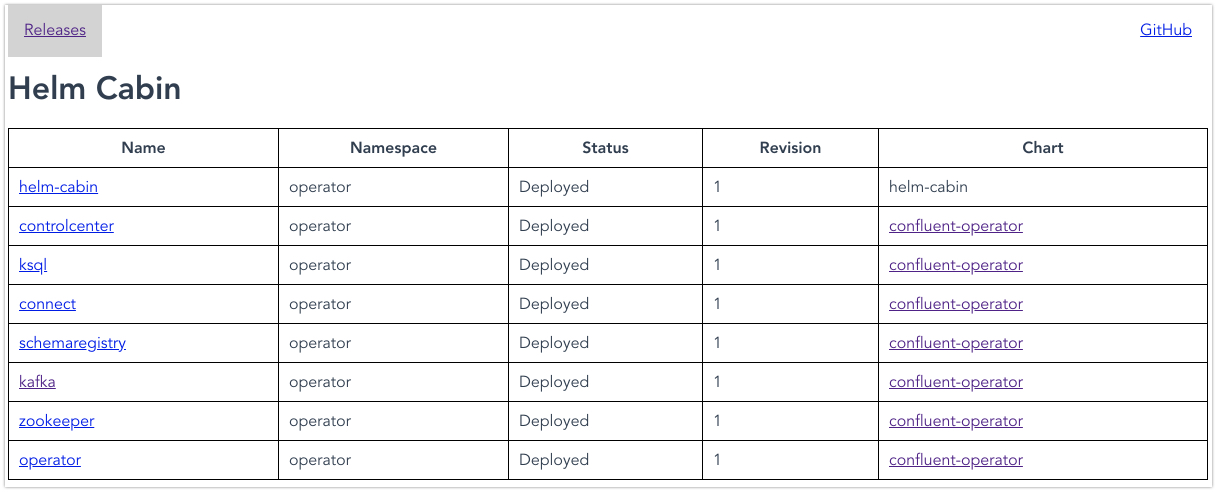 Releases GitHub
Helm Cabin
Name Namespace Status Revision Chart
helm-cabin operator Deployed 1 helm-cabin
controlcenter operator Deployed 1 confluent-operator
ksql operator Deployed 1 confluent-operator
connect operator Deployed 1 confluent-operator
schemaregistry operator Deployed 1 confluent-operator
kafka operator Deployed 1 confluent-operator
zookeeper operator Deployed 1 confluent-operator
operator operator Deployed 1 confluent-operator